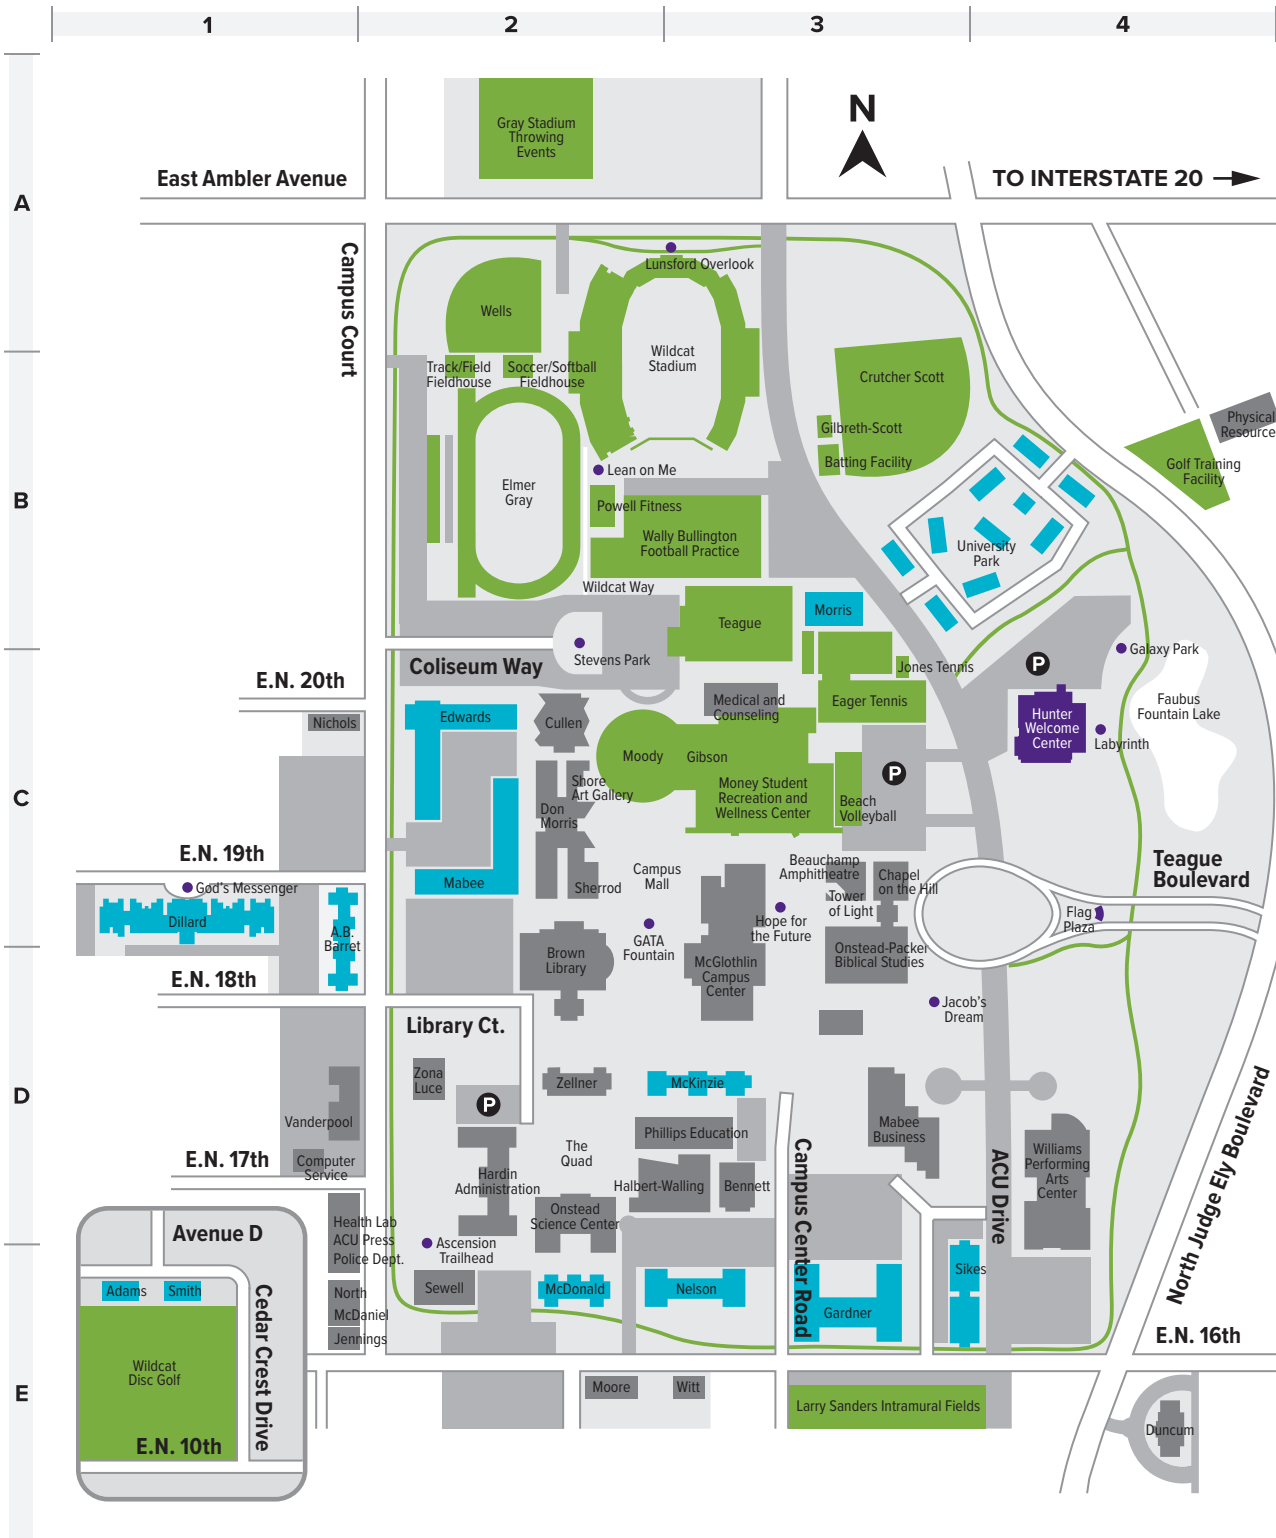 1
2
3
4
A
B
C
D
E
N
Gray Stadium
Throwing
Events
East Ambler Avenue
TO INTERSTATE 20
Campus Court
Lunsford Overlook
Wells
Wildcat
Stadium
Track/Field
Fieldhouse
Soccer/Softball
Fieldhouse
Crutcher Scott
Gilbreth-Scott
Batting Facility
Physical
Resource
Golf Training
Facility
Lean on Me
Elmer
Gray
Powell Fitness
Wally Bullington
Football Practice
University
Park
Wildcat Way
Teague
Morris
Stevens Park
Coliseum Way
Jones Tennis
P
Galaxy Park
E.N. 20th
Nichols
Edwards
Cullen
Medical and
Counseling
Eager Tennis
Hunter
Welcome
Center
Faubus
Fountain Lake
Labyrinth
Moody
Gibson
Shore
Art Gallery
Don
Morris
Money Student
Recreation and
Wellness Center
P
Beach
Volleyball
E.N. 19th
God's Messenger
Dillard
A.B.
Barret
Mabee
Sherrod
Campus
Mall
Beauchamp
Amphitheatre
Chapel
on the Hill
Tower
of Light
Teague
Boulevard
Flag
Plaza
Hope for
the Future
GATA
Fountain
Brown
Library
McGlothlin
Campus
Center
Onstead-Packer
Biblical Studies
E.N. 18th
Library Ct.
Jacob's
Dream
Zona
Luce
P
Zellner
McKinzie
Vanderpool
Computer
Service
E.N. 17th
The
Quad
Phillips Education
Mabee
Business
Hardin
Administration
Halbert-Walling
Bennett
Campus Center Road
ACU Drive
Williams
Performing
Arts
Center
North Judge Ely Boulevard
Onstead
Science Center
Health Lab
ACU Press
Police Dept.
Ascension
Trailhead
Avenue D
Adams
Smith
Cedar Crest Drive
Wildcat
Disc Golf
E.N. 10th
North
McDaniel
Jennings
Sewell
McDonald
Nelson
Gardner
Sikes
E.N. 16th
Moore
Witt
Larry Sanders Intramural Fields
Duncum